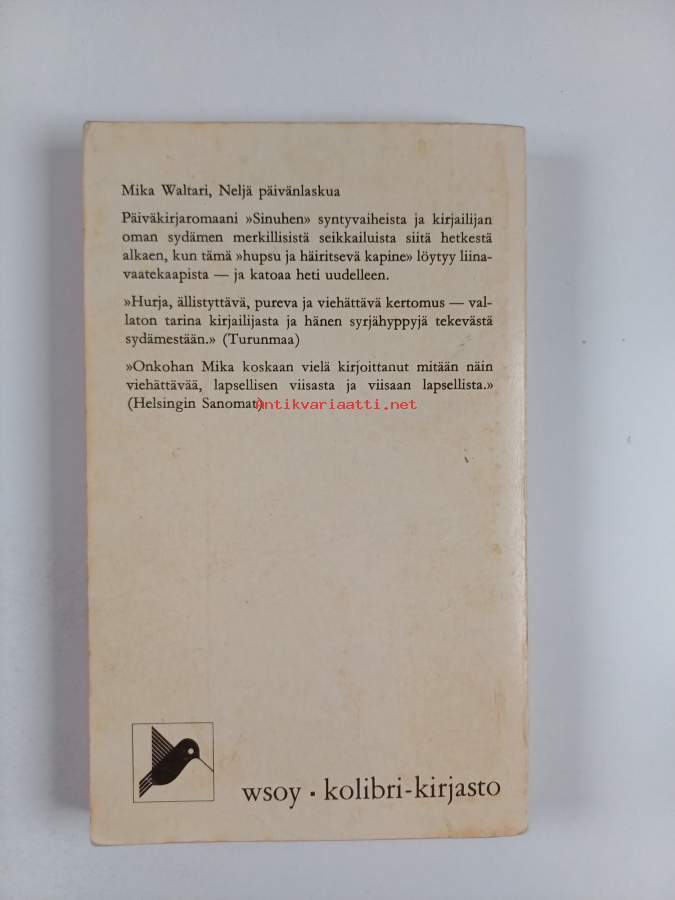 Mika Waltari, Neljä päivänlaskua
Päiväkirjaromaani »Sinuhen» syntyvaiheista ja kirjailijan
oman sydämen merkillisistä seikkailuista siitä hetkestä
alkaen, kun tämä »hupsu ja häiritsevä kapine» löytyy liina-
vaatekaapista — ja katoaa heti uudelleen.
»Hurja, ällistyttävä, pureva ja viehättävä kertomus — val-
laton tarina kirjailijasta ja hänen syrjähyppyjä tekevästä
sydämestään.» (Turunmaa)
»Onkohan Mika koskaan vielä kirjoittanut mitään näin
viehättävää, lapsellisen viisasta ja viisaan lapsellista.»
(Helsingin Sanomat)
Antikvariaatti.net
wsoy ▪ kolibri-kirjasto